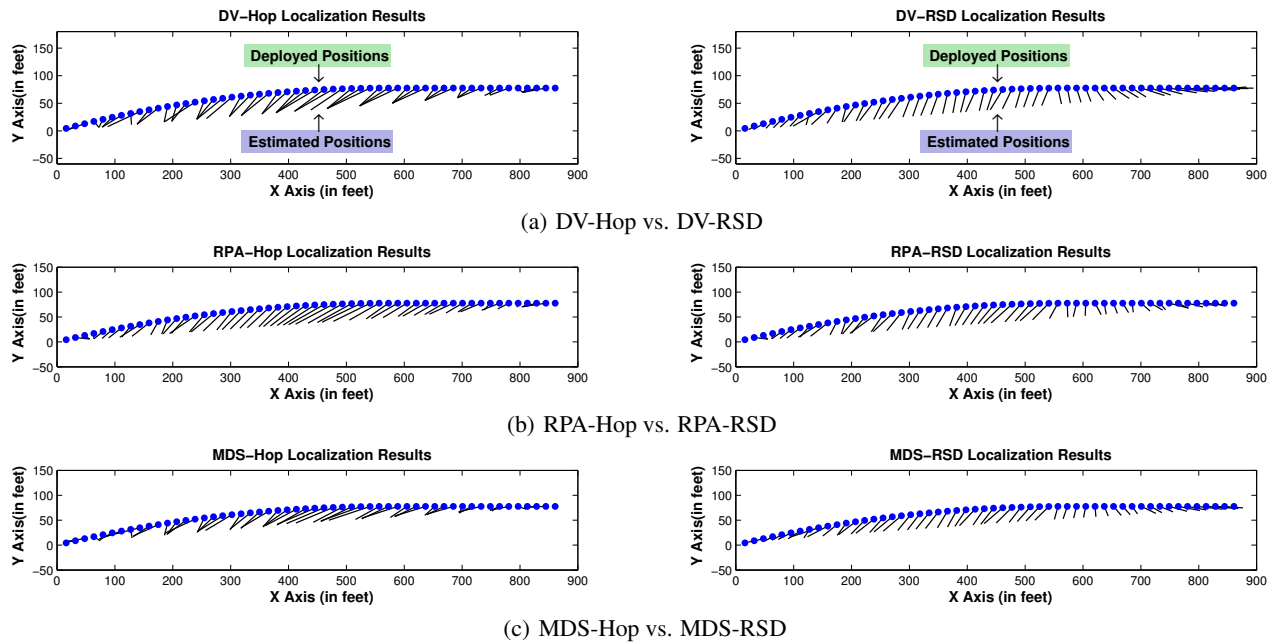 DV-Hop Localization Results
Y Axis(in feet)
150
100
50
0
−50
Deployed Positions
Estimated Positions
0 100 200 300 400 500 600 700 800 900
X Axis (in feet)
DV-RSD Localization Results
Y Axis(in feet)
150
100
50
0
−50
Deployed Positions
Estimated Positions
0 100 200 300 400 500 600 700 800 900
X Axis (in feet)
(a) DV-Hop vs. DV-RSD
RPA-Hop Localization Results
Y Axis(in feet)
150
100
50
0
−50
0 100 200 300 400 500 600 700 800 900
X Axis (in feet)
RPA-RSD Localization Results
Y Axis(in feet)
150
100
50
0
−50
0 100 200 300 400 500 600 700 800 900
X Axis (in feet)
(b) RPA-Hop vs. RPA-RSD
MDS-Hop Localization Results
Y Axis(in feet)
150
100
50
0
−50
0 100 200 300 400 500 600 700 800 900
X Axis (in feet)
MDS-RSD Localization Results
Y Axis(in feet)
150
100
50
0
−50
0 100 200 300 400 500 600 700 800 900
X Axis (in feet)
(c) MDS-Hop vs. MDS-RSD